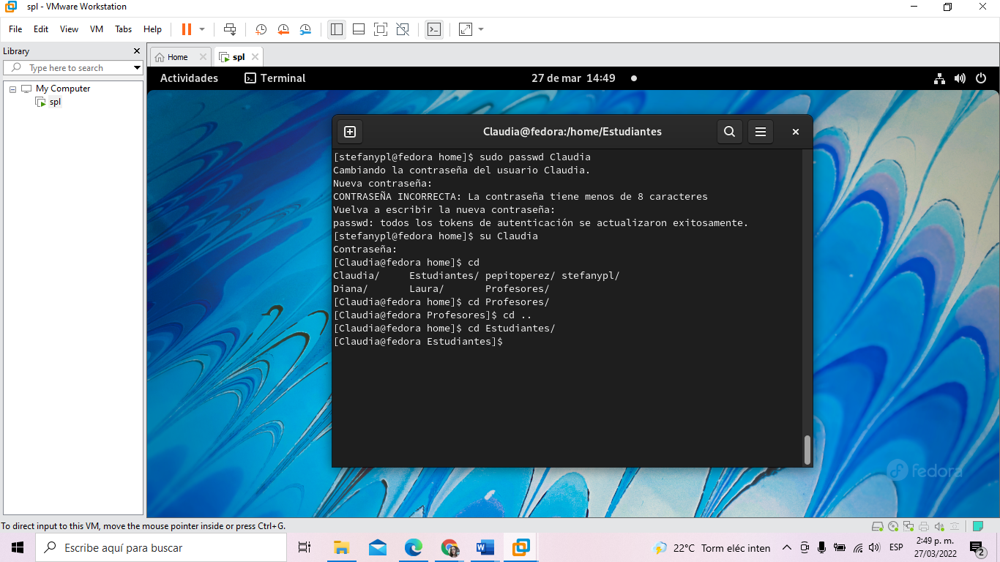 spl - VMware Workstation
File Edit View VM Tabs Help
Library
Type here to search
My Computer
spl
Home
spl
Actividades Terminal 27 de mar 14:49
Claudia@fedora:/home/Estudiantes
[stefanypl@fedora home]$ sudo passwd Claudia
Cambiando la contraseña del usuario Claudia.
Nueva contraseña:
CONTRASEÑA INCORRECTA: La contraseña tiene menos de 8 caracteres
Vuelva a escribir la nueva contraseña:
passwd: todos los tokens de autenticación se actualizaron exitosamente.
[stefanypl@fedora home]$ su Claudia
Contraseña:
[Claudia@fedora home]$ cd
Claudia/ Estudiantes/ pepitoperez/ stefanypl/
Diana/ Laura/ Profesores/
[Claudia@fedora home]$ cd Profesores/
[Claudia@fedora Profesores]$ cd ..
[Claudia@fedora home]$ cd Estudiantes/
[Claudia@fedora Estudiantes]$
fedora
To direct input to this VM, move the mouse pointer inside or press Ctrl+G.
Escribe aquí para buscar
22°C Torm eléc inten
ESP
2:49 p. m.
27/03/2022
2